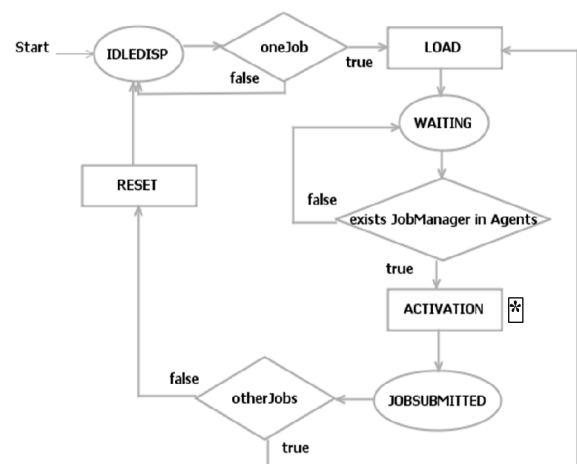 Start
IDLEDISP
oneJob
LOAD
false
true
WAITING
RESET
false
exists JobManager in Agents
true
ACTIVATION
*
false
otherJobs
JOBSUBMITTED
true